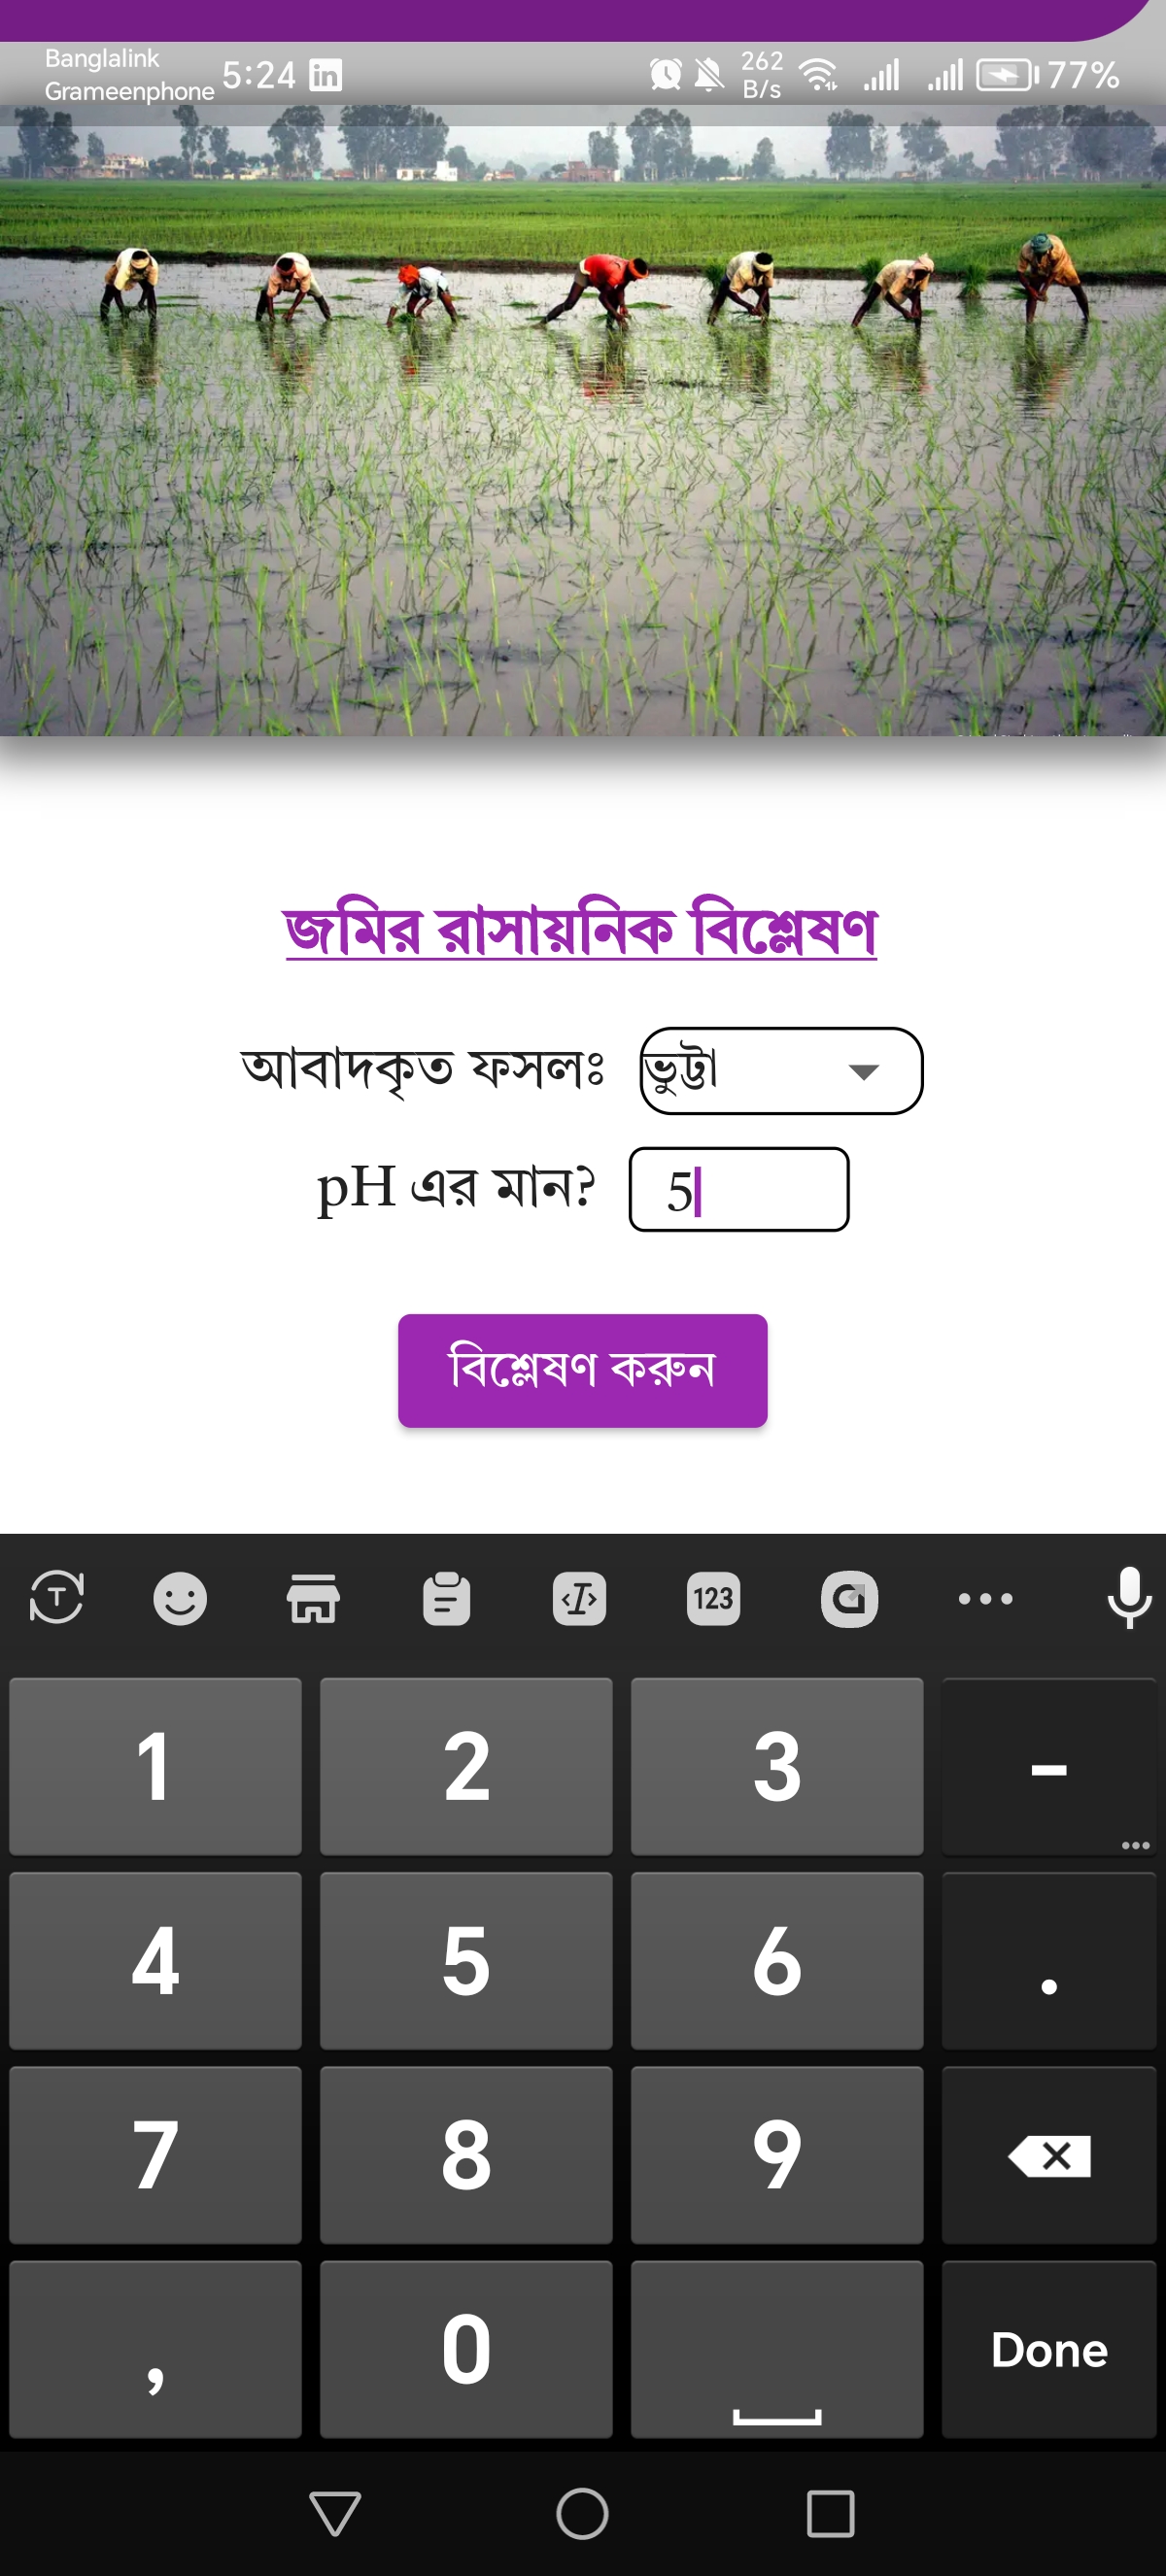 Banglalink
Grameenphone
5:24
262
B/s
77%
জমির রাসায়নিক বিশ্লেষণ
আবাদকৃত ফসলঃ ভুট্টা
pH এর মান? 5
বিশ্লেষণ করুন
T
123
1 2 3 -
4 5 6 .
7 8 9
, 0 Done